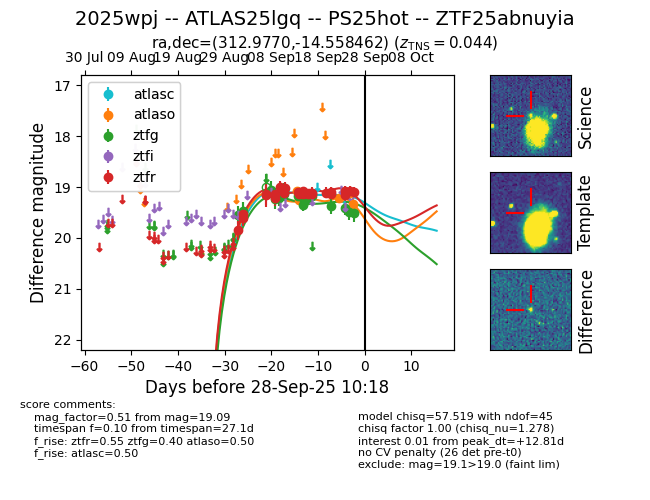 2025wpj -- ATLAS25lgq -- PS25hot -- ZTF25abnuyia
ra,dec=(312.9770,-14.558462) (z_TNS = 0.044)
30 Jul 09 Aug 19 Aug 29 Aug 08 Sep 18 Sep 28 Sep 08 Oct
atlasc
atlaso
ztfg
ztfi
ztfr
17
18
19
20
21
22
Difference magnitude
−60 −50 −40 −30 −20 −10 0 10
Days before 28-Sep-25 10:18
Science
Template
Difference
score comments:
mag_factor=0.51 from mag=19.09
timespan f=0.10 from timespan=27.1d
f_rise: ztfr=0.55 ztfg=0.40 atlaso=0.50
f_rise: atlasc=0.50
model chisq=57.519 with ndof=45
chisq factor 1.00 (chisq_nu=1.278)
interest 0.01 from peak_dt=+12.81d
no CV penalty (26 det pre-t0)
exclude: mag=19.1>19.0 (faint lim)